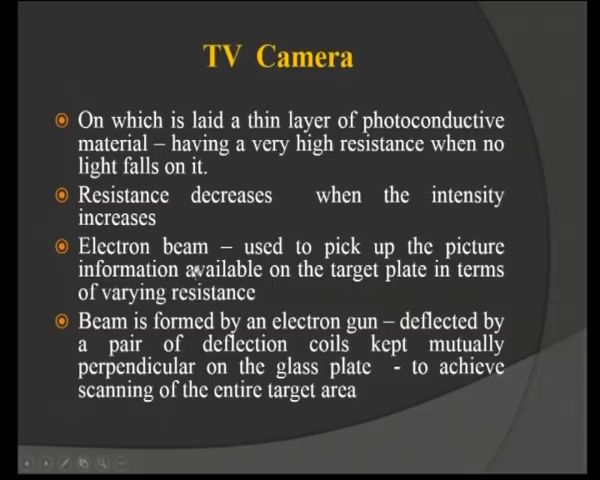 TV Camera
On which is laid a thin layer of photoconductive
material – having a very high resistance when no
light falls on it.
Resistance decreases when the intensity
increases
Electron beam – used to pick up the picture
information available on the target plate in terms
of varying resistance
Beam is formed by an electron gun – deflected by
a pair of deflection coils kept mutually
perpendicular on the glass plate - to achieve
scanning of the entire target area